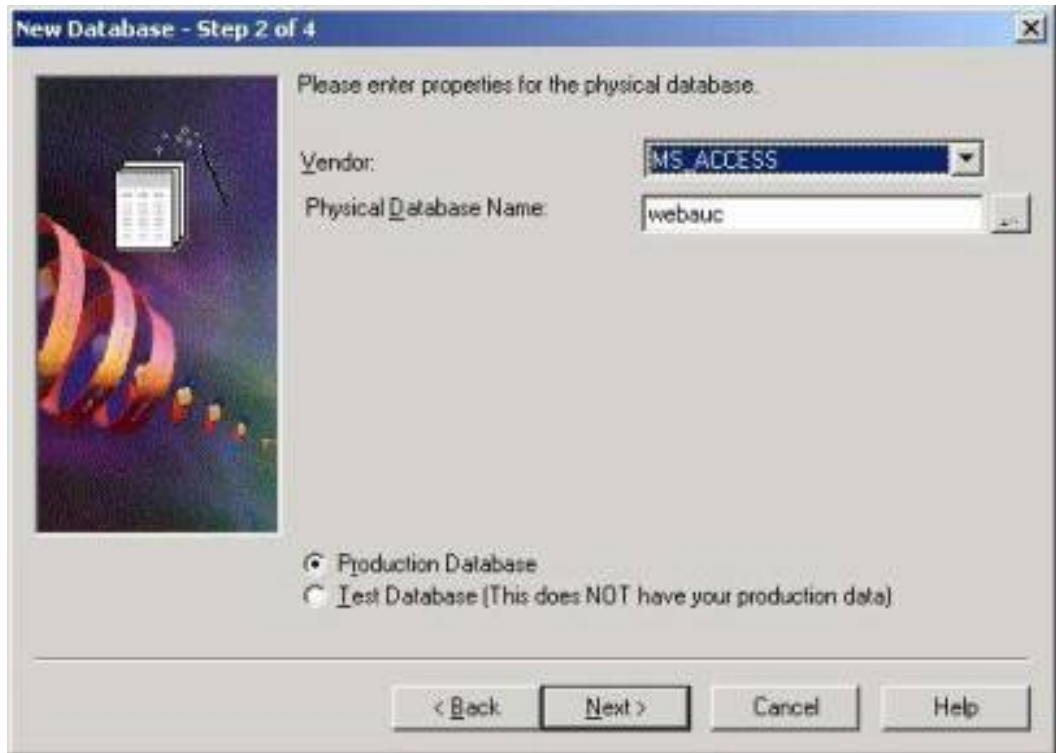 New Database - Step 2 of 4
Please enter properties for the physical database.
Vendor: MS_ACCESS
Physical Database Name: webauc ...
Production Database
Test Database (This does NOT have your production data)
< Back Next > Cancel Help